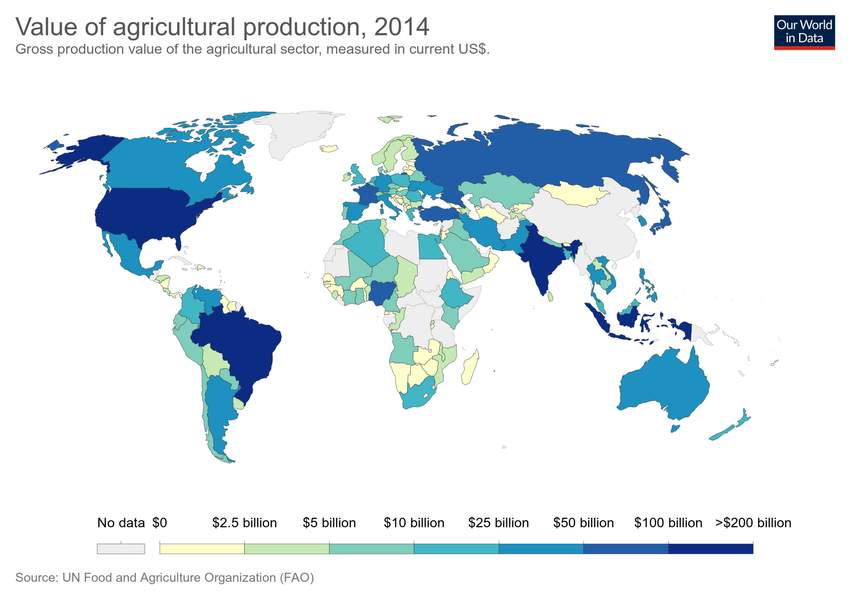 Value of agricultural production, 2014
Gross production value of the agricultural sector, measured in current US$.
Our World
in Data
No data $0 $2.5 billion $5 billion $10 billion $25 billion $50 billion $100 billion >$200 billion
Source: UN Food and Agriculture Organization (FAO)